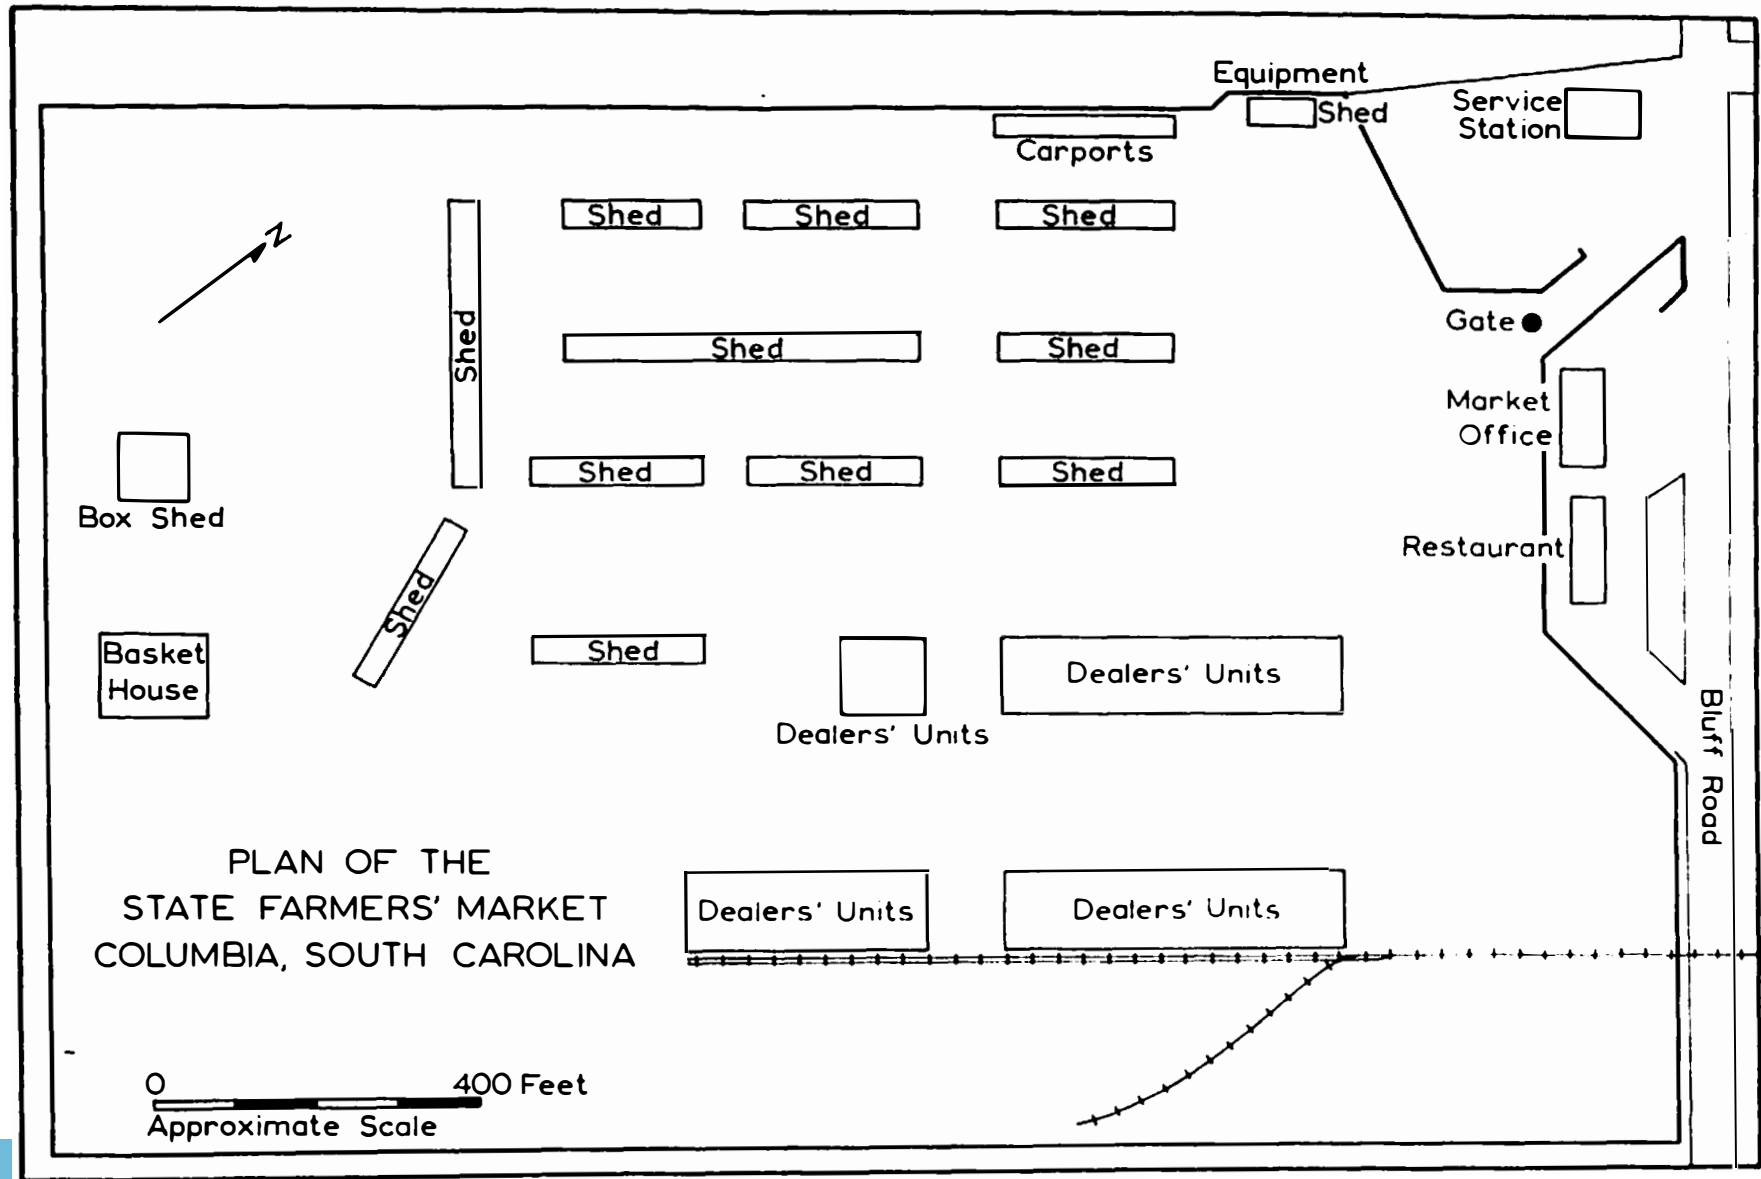 Equipment
Shed
Service
Station
Carports
Shed
Shed
Shed
N
Shed
Shed
Shed
Gate
Market
Office
Shed
Shed
Shed
Box Shed
Restaurant
Shed
Basket
House
Shed
Dealers' Units
Dealers' Units
Bluff Road
PLAN OF THE
STATE FARMERS' MARKET
COLUMBIA, SOUTH CAROLINA
Dealers' Units
Dealers' Units
0 400 Feet
Approximate Scale